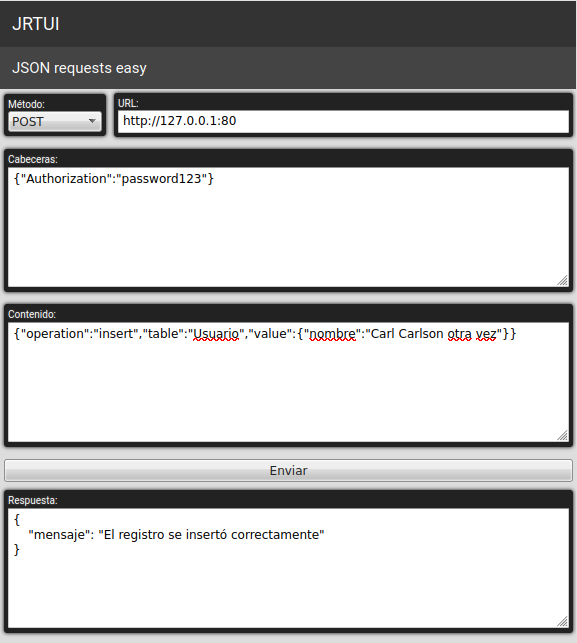 JRTUI
JSON requests easy
Método:
POST
URL:
http://127.0.0.1:80
Cabeceras:
{"Authorization":"password123"}
Contenido:
{"operation":"insert","table":"Usuario","value":{"nombre":"Carl Carlson otra vez"}}
Enviar
Respuesta:
{
    "mensaje": "El registro se insertó correctamente"
}